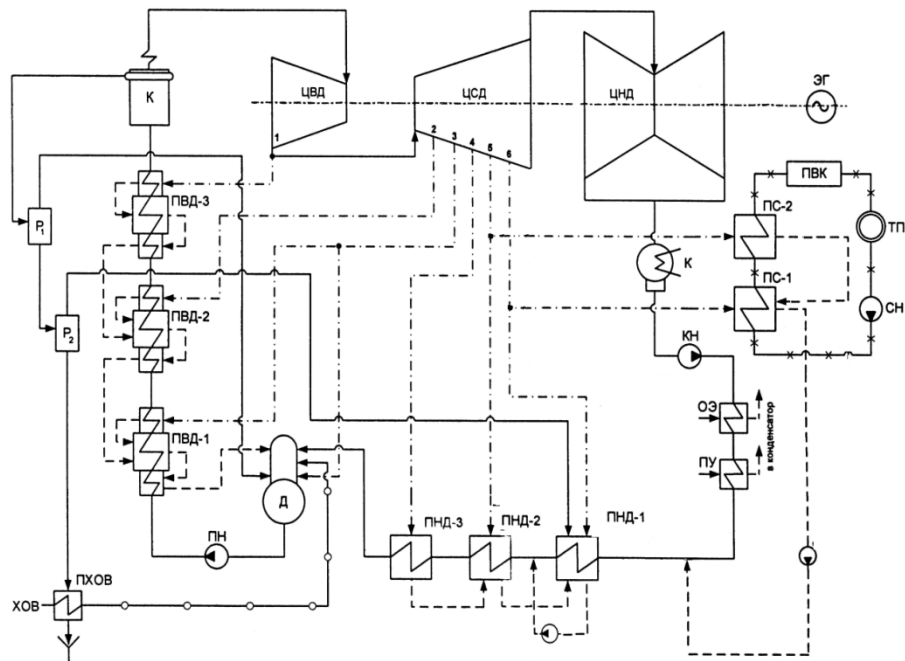 ЭГ
ЦВД
ЦСД
ЦНД
К
1
2
3
4
5
6
ПВК
ПС-2
ТП
ПВД-3
Р1
К
ПС-1
СН
ПВД-2
Р2
КН
ОЭ
ПУ
в конденсатор
ПВД-1
Д
ПН
ПНД-3
ПНД-2
ПНД-1
ПХОВ
ХОВ